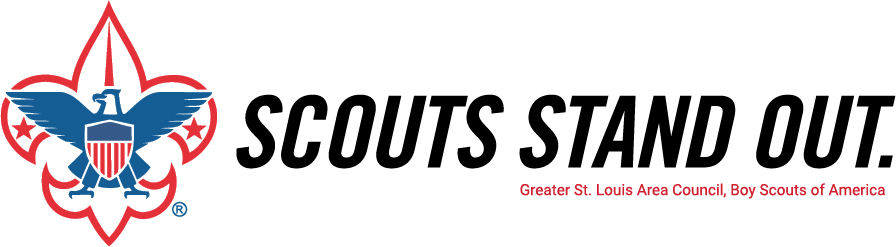 SCOUTS STAND OUT.
Greater St. Louis Area Council, Boy Scouts of America
®